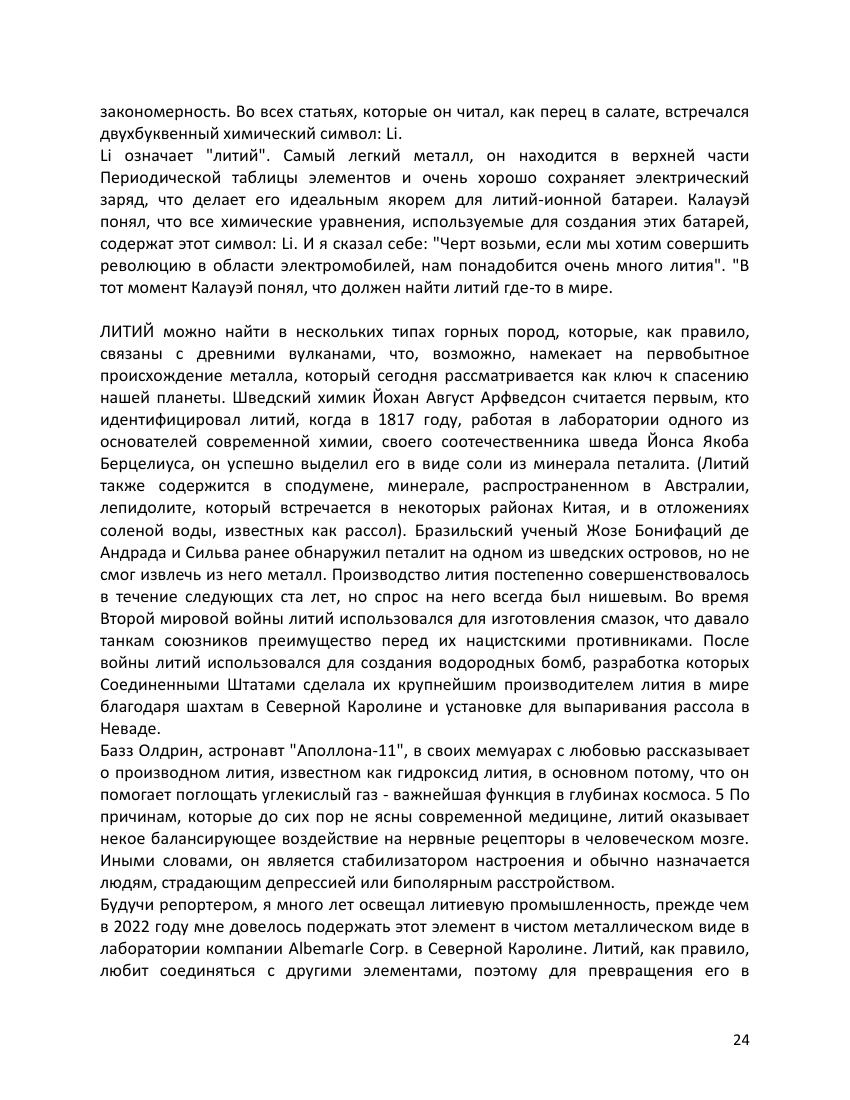 закономерность. Во всех статьях, которые он читал, как перец в салате, встречался
двухбуквенный химический символ: Li.
Li означает "литий". Самый легкий металл, он находится в верхней части
Периодической таблицы элементов и очень хорошо сохраняет электрический
заряд, что делает его идеальным якорем для литий-ионной батареи. Калауэй
понял, что все химические уравнения, используемые для создания этих батарей,
содержат этот символ: Li. И я сказал себе: "Черт возьми, если мы хотим совершить
революцию в области электромобилей, нам понадобится очень много лития". "В
тот момент Калауэй понял, что должен найти литий где-то в мире.
ЛИТИЙ можно найти в нескольких типах горных пород, которые, как правило,
связаны с древними вулканами, что, возможно, намекает на первобытное
происхождение металла, который сегодня рассматривается как ключ к спасению
нашей планеты. Шведский химик Йохан Август Арфведсон считается первым, кто
идентифицировал литий, когда в 1817 году, работая в лаборатории одного из
основателей современной химии, своего соотечественника шведа Йонса Якоба
Берцелиуса, он успешно выделил его в виде соли из минерала петалита. (Литий
также содержится в сподумене, минерале, распространенном в Австралии,
лепидолите, который встречается в некоторых районах Китая, и в отложениях
соленой воды, известных как рассол). Бразильский ученый Жозе Бонифаций де
Андрада и Сильва ранее обнаружил петалит на одном из шведских островов, но не
смог извлечь из него металл. Производство лития постепенно совершенствовалось
в течение следующих ста лет, но спрос на него всегда был нишевым. Во время
Второй мировой войны литий использовался для изготовления смазок, что давало
танкам союзников преимущество перед их нацистскими противниками. После
войны литий использовался для создания водородных бомб, разработка которых
Соединенными Штатами сделала их крупнейшим производителем лития в мире
благодаря шахтам в Северной Каролине и установке для выпаривания рассола в
Неваде.
Базз Олдрин, астронавт "Аполлона-11", в своих мемуарах с любовью рассказывает
о производном лития, известном как гидроксид лития, в основном потому, что он
помогает поглощать углекислый газ - важнейшая функция в глубинах космоса. 5 По
причинам, которые до сих пор не ясны современной медицине, литий оказывает
некое балансирующее воздействие на нервные рецепторы в человеческом мозге.
Иными словами, он является стабилизатором настроения и обычно назначается
людям, страдающим депрессией или биполярным расстройством.
Будучи репортером, я много лет освещал литиевую промышленность, прежде чем
в 2022 году мне довелось подержать этот элемент в чистом металлическом виде в
лаборатории компании Albemarle Corp. в Северной Каролине. Литий, как правило,
любит соединяться с другими элементами, поэтому для превращения его в
24